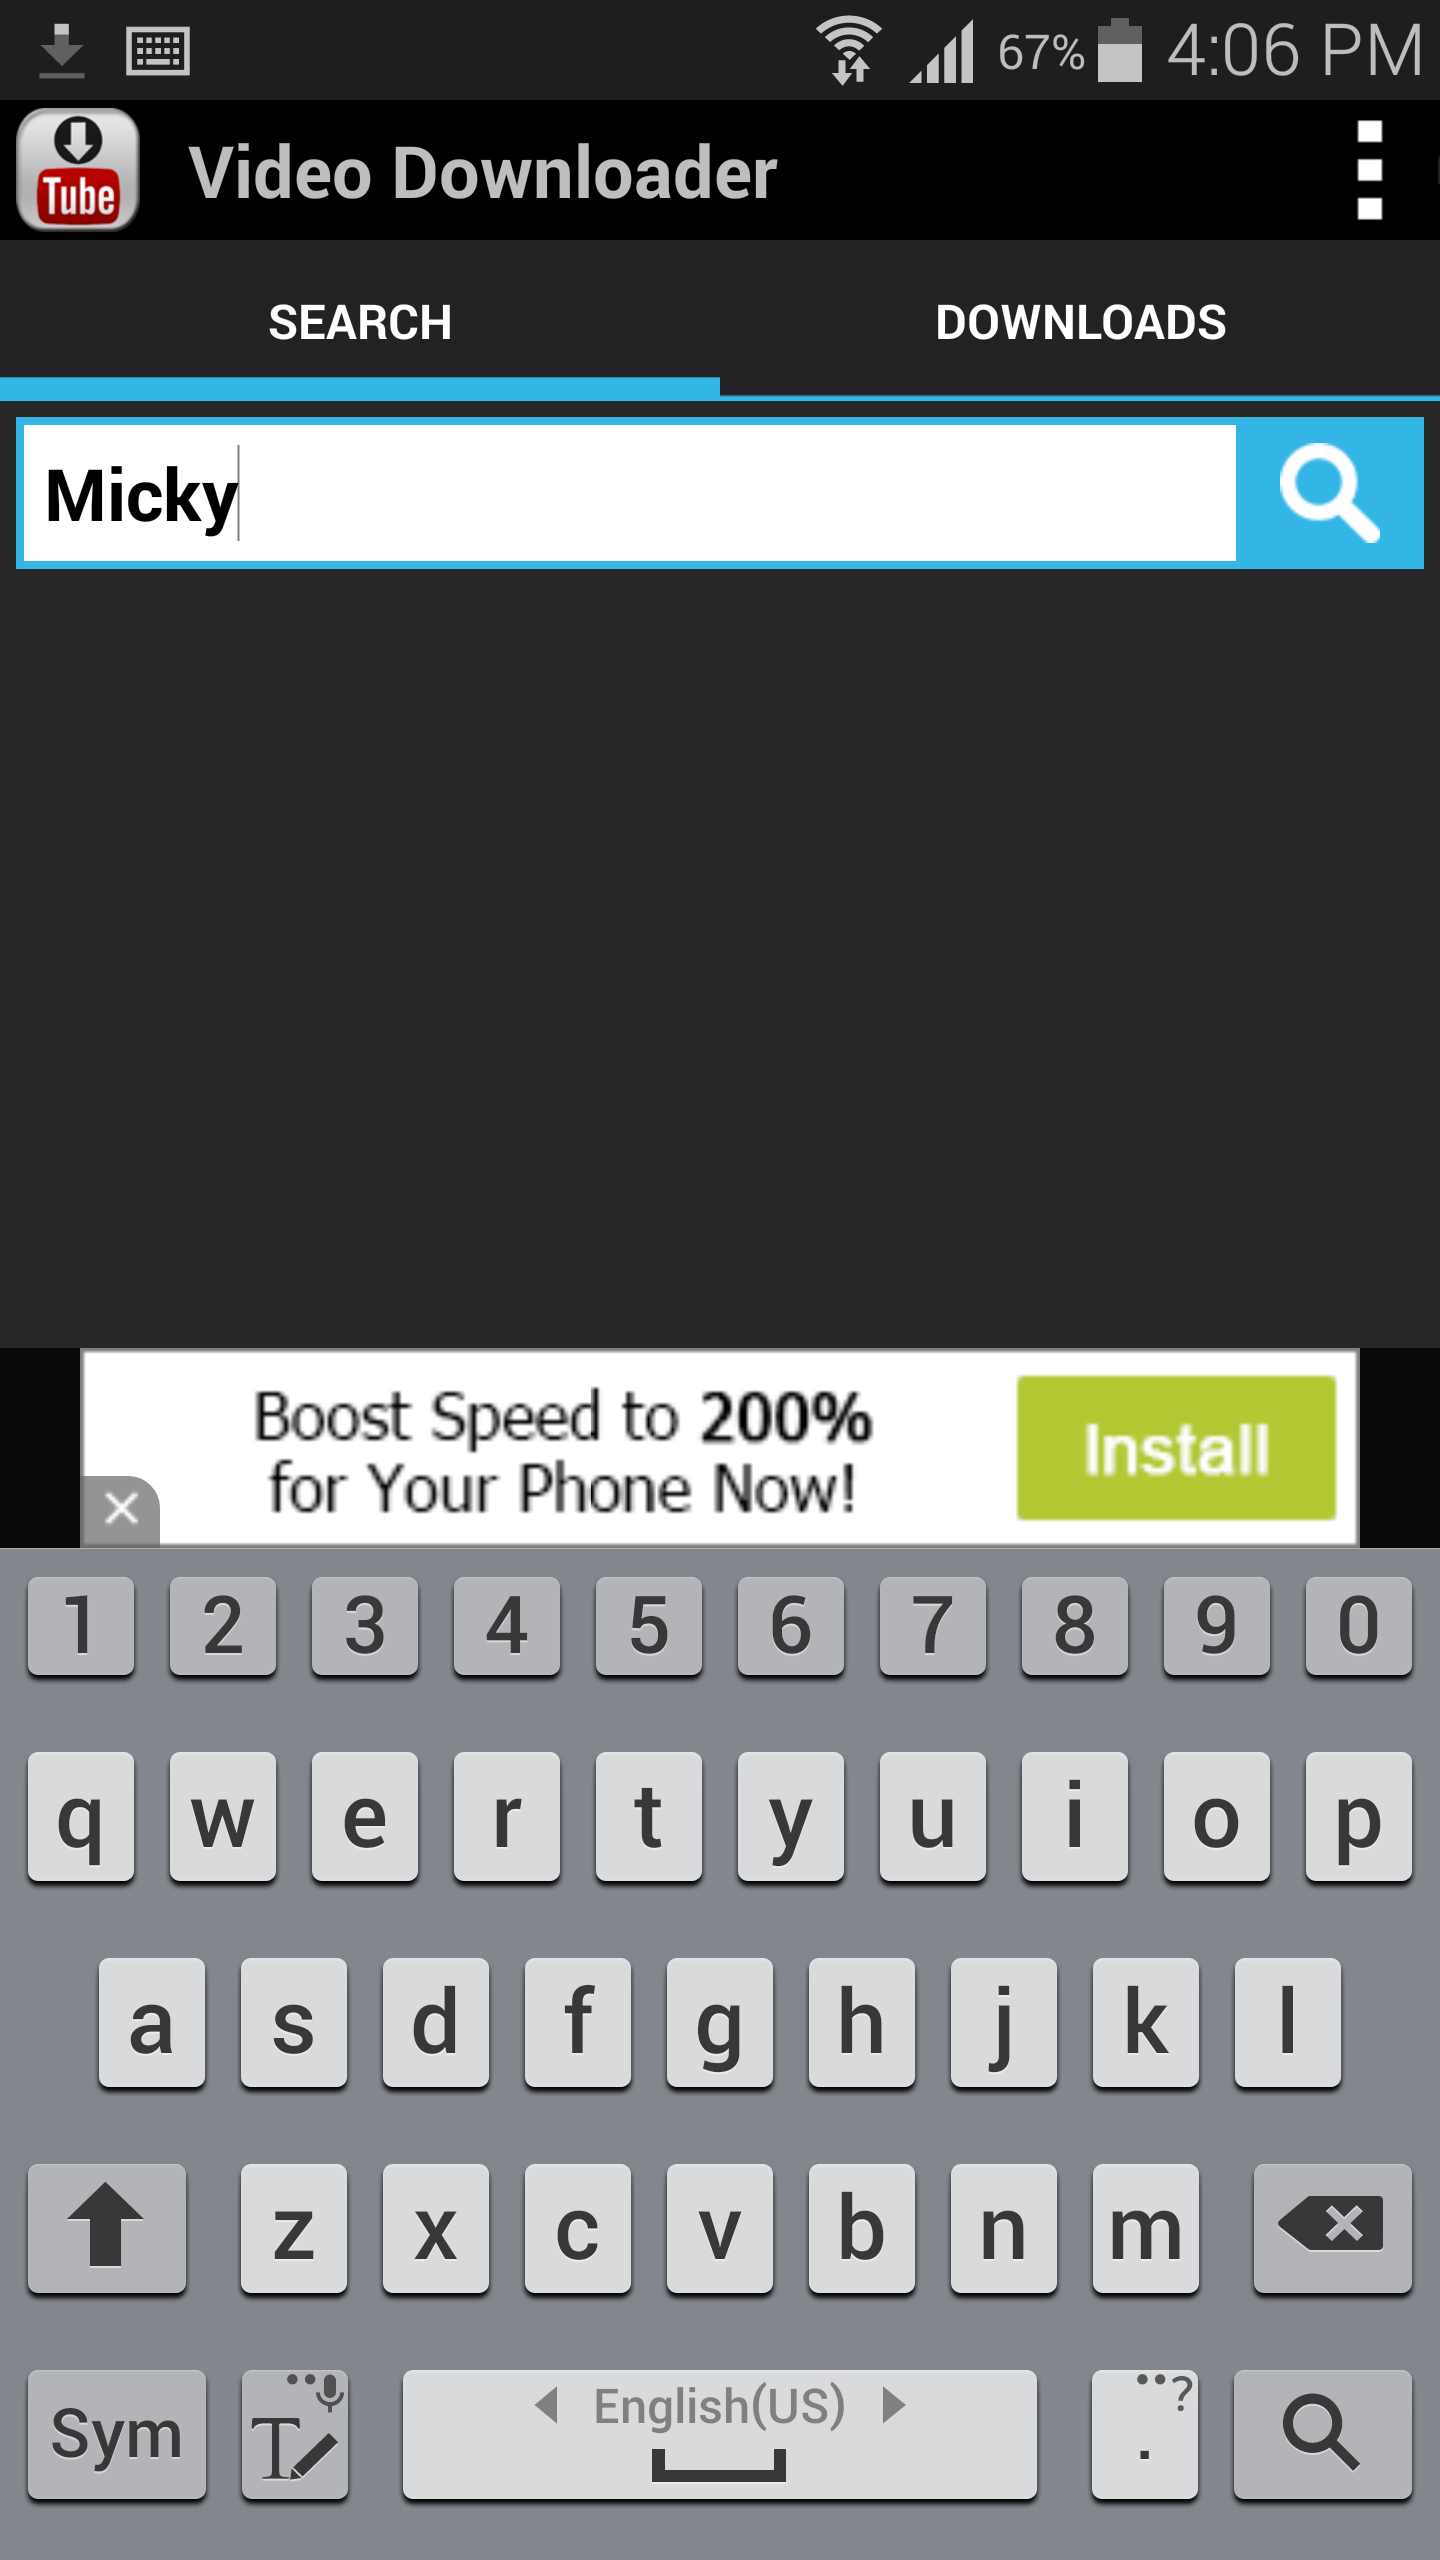 67% 4:06 PM
Tube
Video Downloader
SEARCH
DOWNLOADS
Micky
Boost Speed to 200%
for Your Phone Now!
Install
1 2 3 4 5 6 7 8 9 0
q w e r t y u i o p
a s d f g h j k l
z x c v b n m
Sym
T
English(US)
. ?